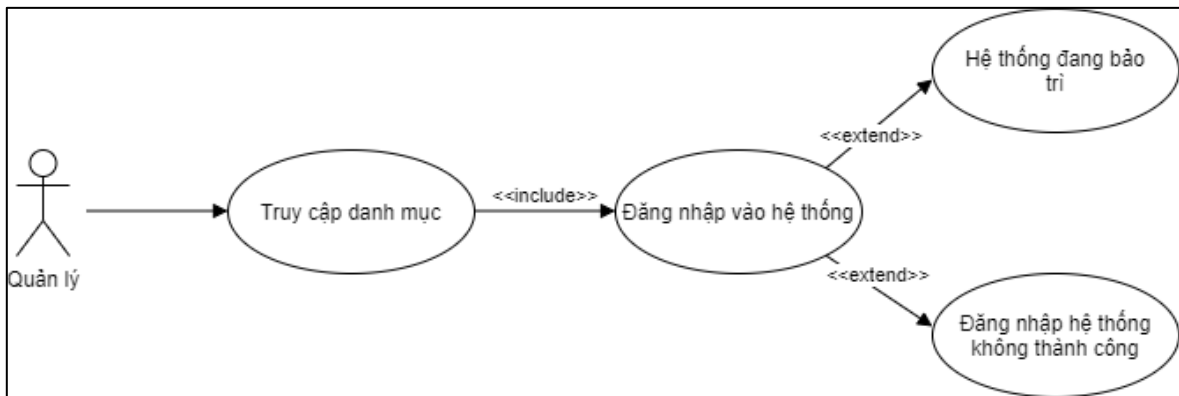 Hệ thống đang bảo
trì
<<extend>>
Truy cập danh mục
<<include>>
Đăng nhập vào hệ thống
Quản lý
<<extend>>
Đăng nhập hệ thống
không thành công